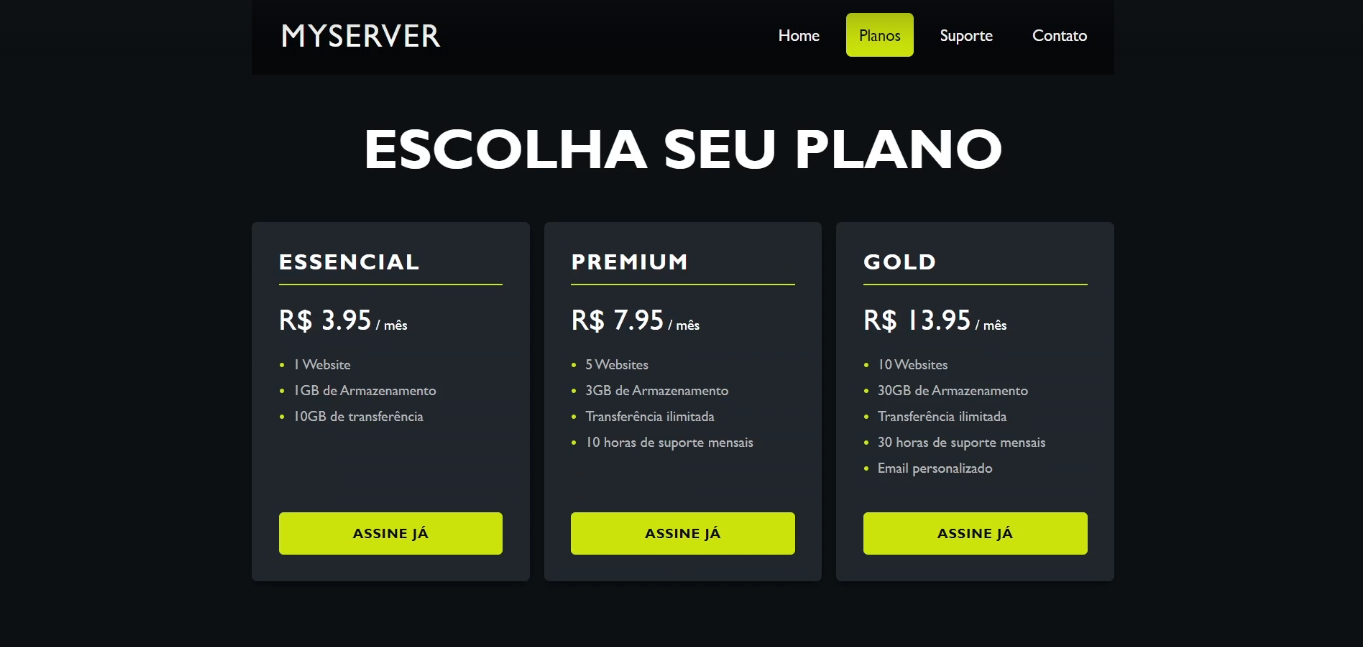 MYSERVER
Home Planos Suporte Contato
ESCOLHA SEU PLANO
ESSENCIAL
R$ 3.95 / mês
1 Website
1GB de Armazenamento
10GB de transferência
ASSINE JÁ
PREMIUM
R$ 7.95 / mês
5 Websites
3GB de Armazenamento
Transferência ilimitada
10 horas de suporte mensais
ASSINE JÁ
GOLD
R$ 13.95 / mês
10 Websites
30GB de Armazenamento
Transferência ilimitada
30 horas de suporte mensais
Email personalizado
ASSINE JÁ